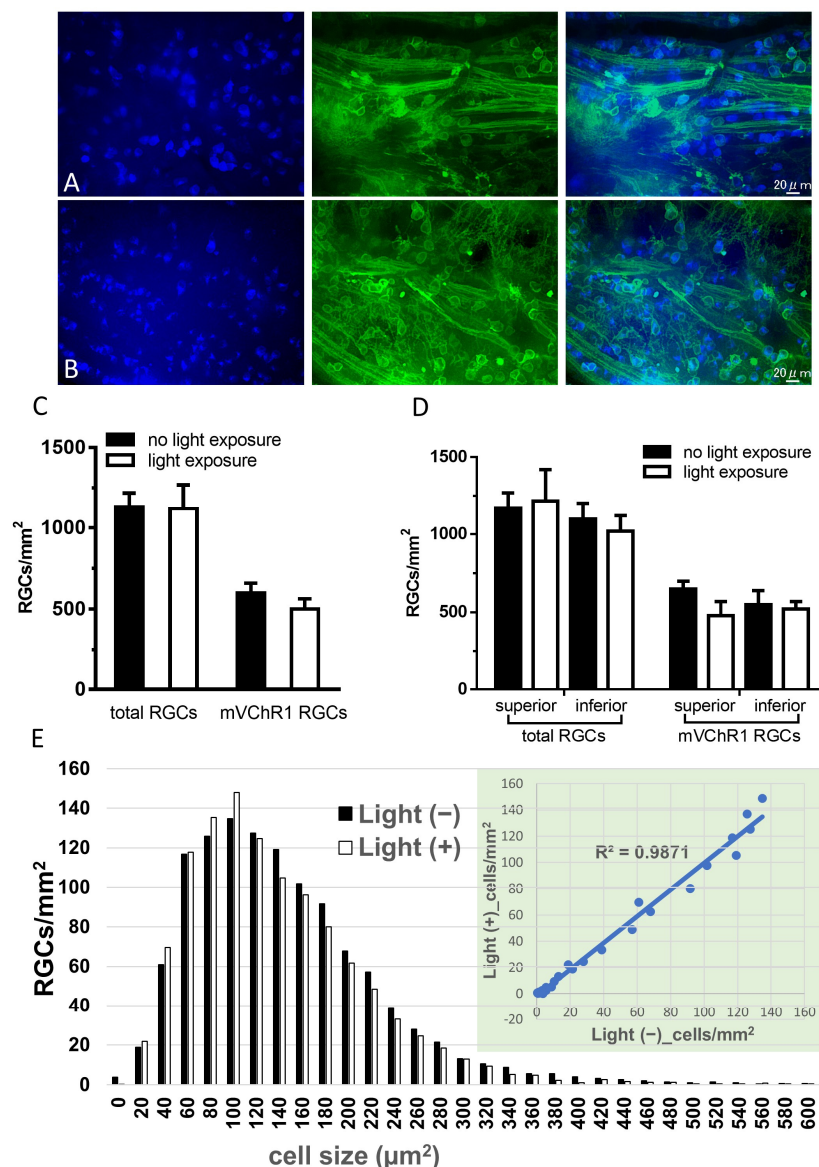 A
20 μm
B
20 μm
C
D
no light exposure
light exposure
1500
1000
500
0
RGCs/mm²
total RGCs
mVChR1 RGCs
no light exposure
light exposure
1500
1000
500
0
RGCs/mm²
superior
inferior
superior
inferior
total RGCs
mVChR1 RGCs
E
160
140
120
100
80
60
40
20
0
RGCs/mm²
Light (−)
Light (+)
160
140
120
100
80
60
40
20
0
-20
Light (+)_cells/mm²
R² = 0.9871
0 20 40 60 80 100 120 140 160
Light (−)_cells/mm²
0 20 40 60 80 100 120 140 160 180 200 220 240 260 280 300 320 340 360 380 400 420 440 460 480 500 520 540 560 580 600
cell size (μm²)